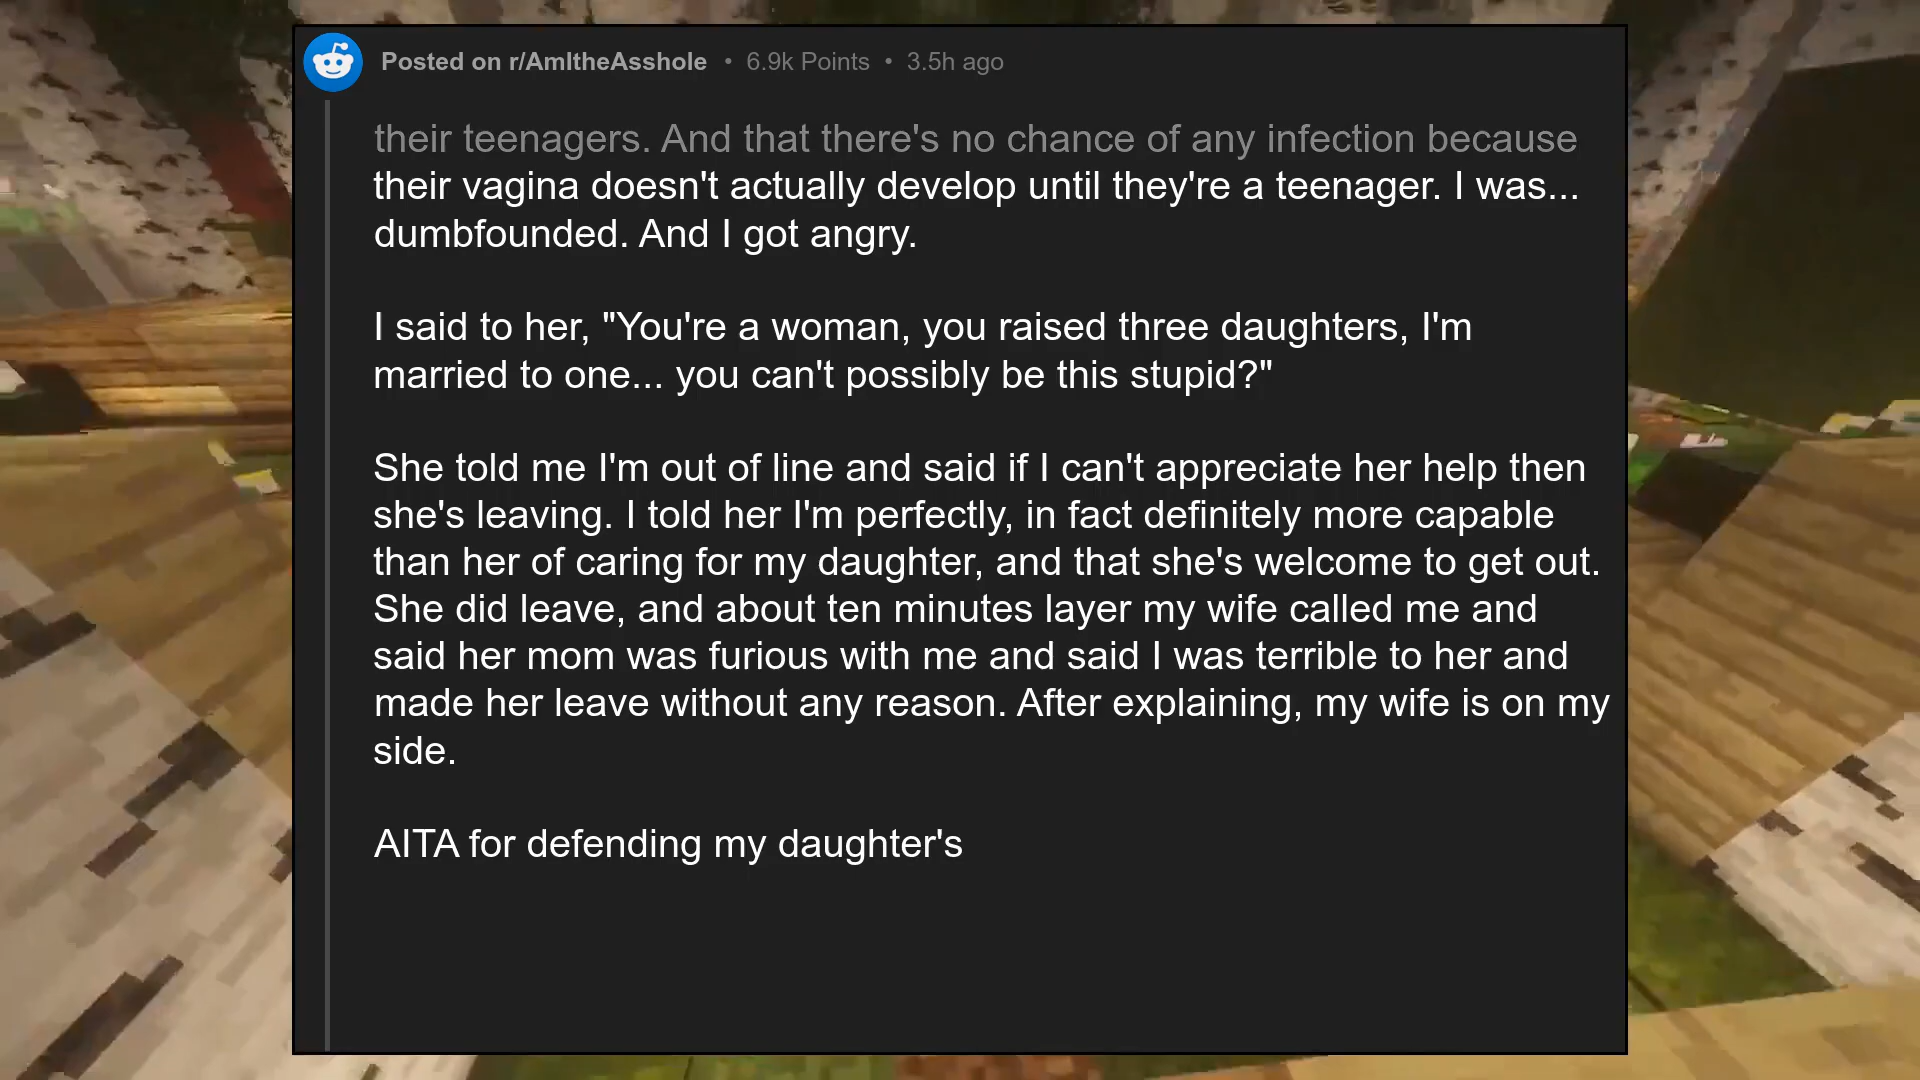 Posted on r/AmItheAsshole • 6.9k Points • 3.5h ago
their teenagers. And that there's no chance of any infection because
their vagina doesn't actually develop until they're a teenager. I was...
dumbfounded. And I got angry.
I said to her, "You're a woman, you raised three daughters, I'm
married to one... you can't possibly be this stupid?"
She told me I'm out of line and said if I can't appreciate her help then
she's leaving. I told her I'm perfectly, in fact definitely more capable
than her of caring for my daughter, and that she's welcome to get out.
She did leave, and about ten minutes layer my wife called me and
said her mom was furious with me and said I was terrible to her and
made her leave without any reason. After explaining, my wife is on my
side.
AITA for defending my daughter's